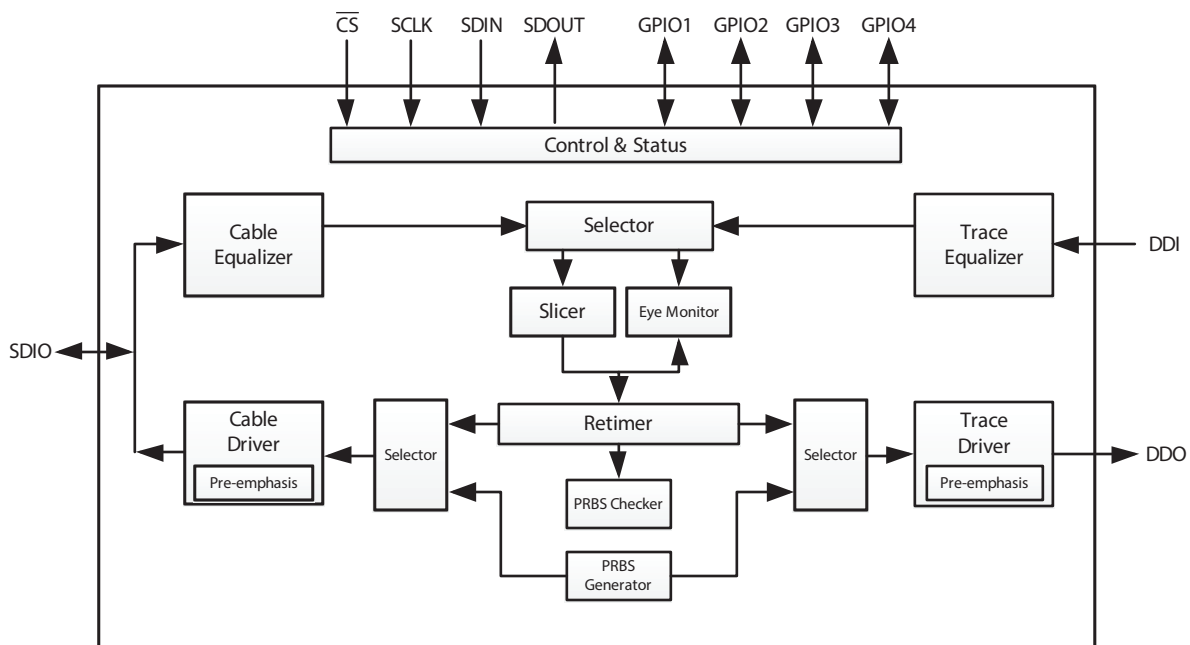 CS SCLK SDIN SDOUT GPIO1 GPIO2 GPIO3 GPIO4
Control & Status
Cable
Equalizer
Selector
Trace
Equalizer
DDI
Slicer
Eye Monitor
SDIO
Cable
Driver
Pre-emphasis
Selector
Retimer
Selector
Trace
Driver
Pre-emphasis
DDO
PRBS Checker
PRBS
Generator